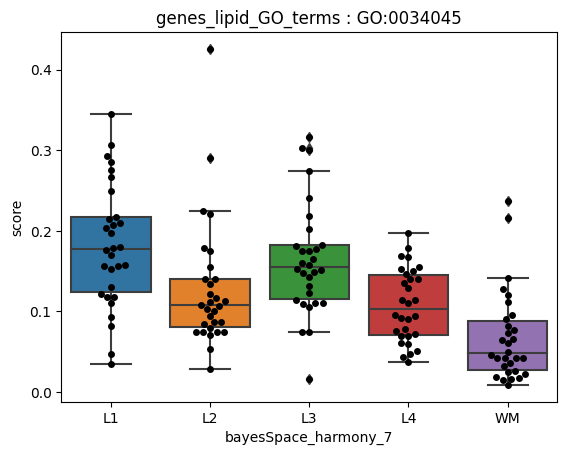 genes_lipid_GO_terms : GO:0034045
score
0.4
0.3
0.2
0.1
0.0
L1 L2 L3 L4 WM
bayesSpace_harmony_7